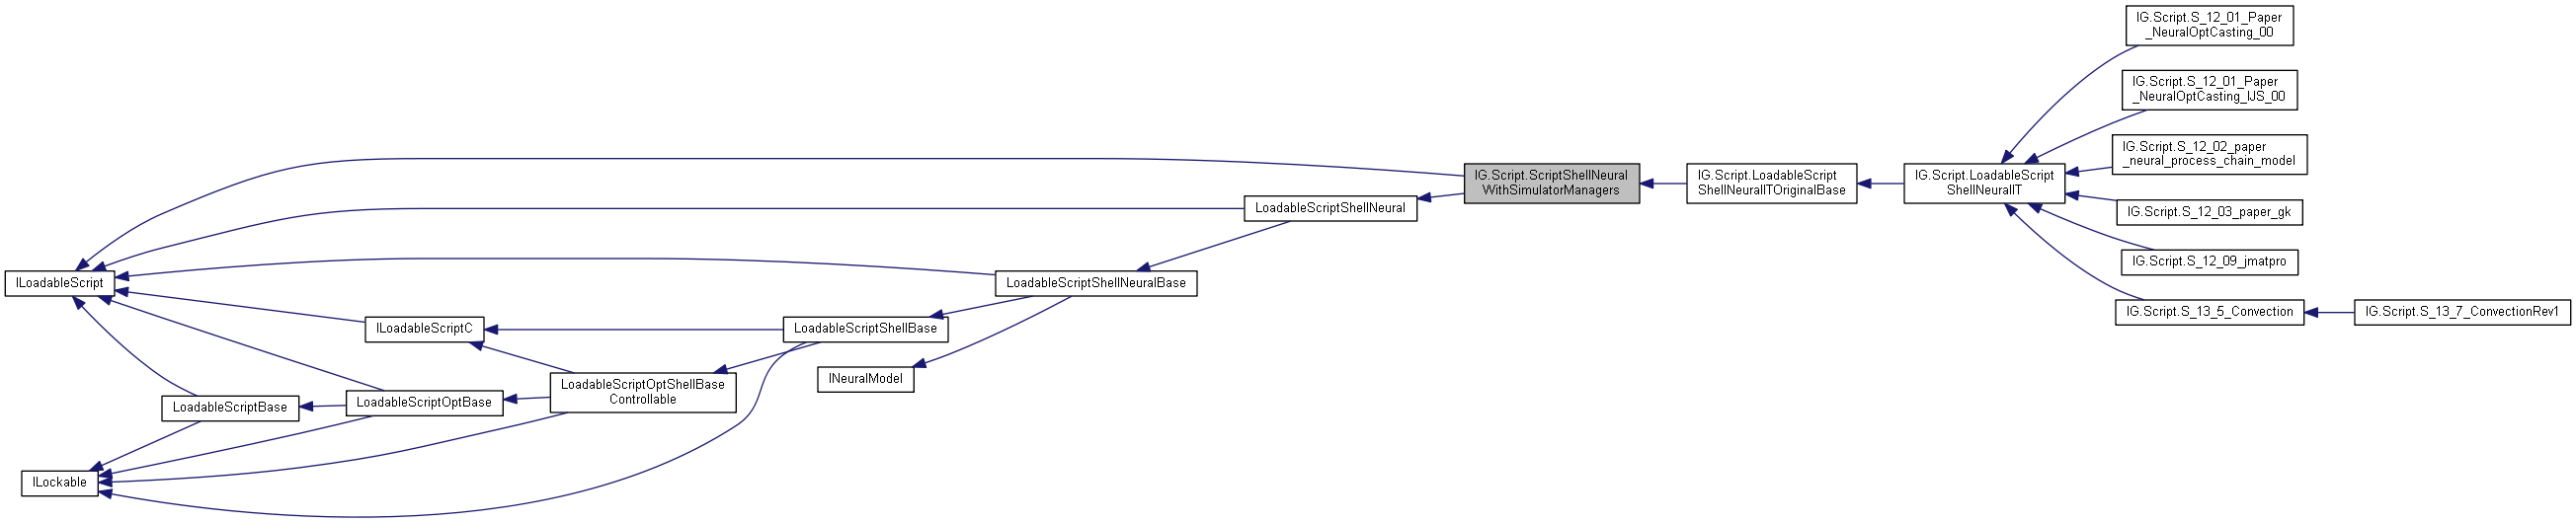 ILoadableScript
ILockable
LoadableScriptBase
ILoadableScriptC
LoadableScriptOptBase
LoadableScriptOptShellBase
Controllable
LoadableScriptShellBase
INeuralModel
LoadableScriptShellNeuralBase
LoadableScriptShellNeural
IG.Script.ScriptShellNeural
WithSimulatorManagers
IG.Script.LoadableScript
ShellNeuralITOriginalBase
IG.Script.LoadableScript
ShellNeuralIT
IG.Script.S_12_01_Paper
_NeuralOptCasting_00
IG.Script.S_12_01_Paper
_NeuralOptCasting_IJS_00
IG.Script.S_12_02_paper
_neural_process_chain_model
IG.Script.S_12_03_paper_gk
IG.Script.S_12_09_jmatpro
IG.Script.S_13_5_Convection
IG.Script.S_13_7_ConvectionRev1